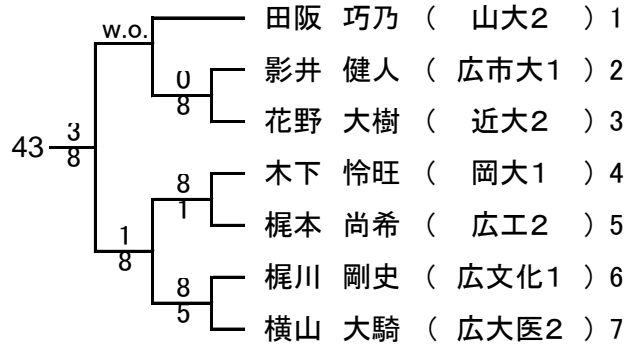 w.o. 田阪 巧乃 ( 山大2 ) 1
0 影井 健人 ( 広市大1 ) 2
8 花野 大樹 ( 近大2 ) 3
43 3
8
8 木下 怜旺 ( 岡大1 ) 4
1 梶本 尚希 ( 広工2 ) 5
1
8
8 梶川 剛史 ( 広文化1 ) 6
5 横山 大騎 ( 広大医2 ) 7